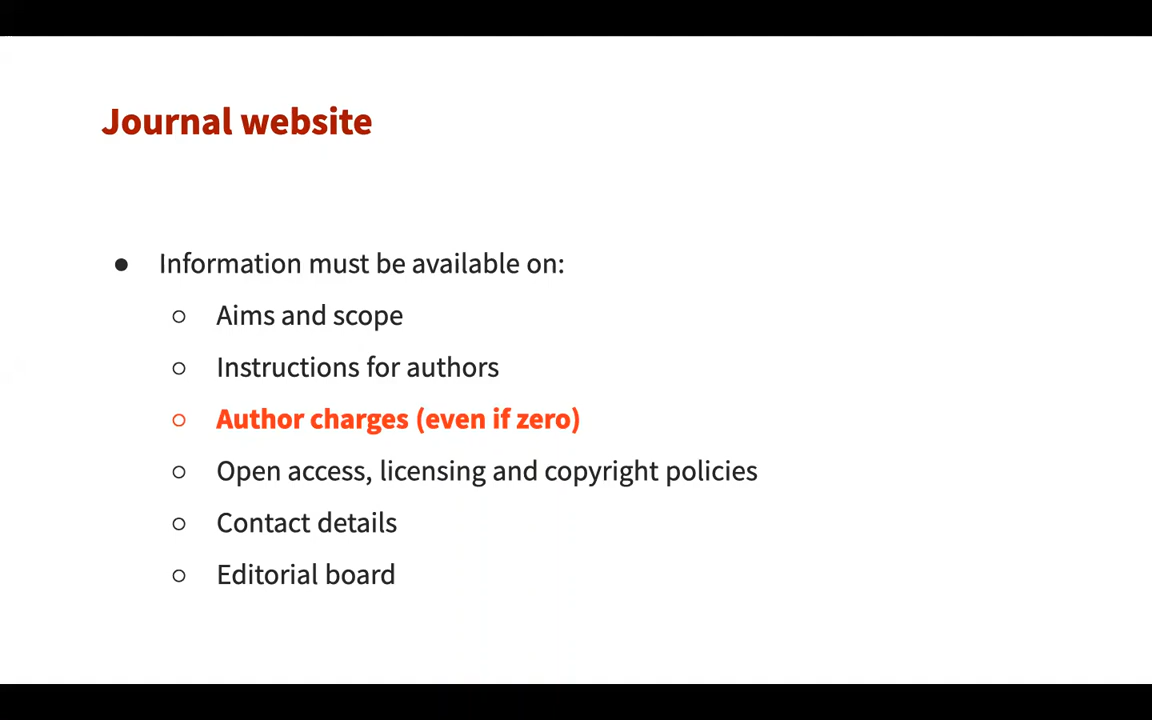 Journal website
● Information must be available on:
○ Aims and scope
○ Instructions for authors
○ Author charges (even if zero)
○ Open access, licensing and copyright policies
○ Contact details
○ Editorial board